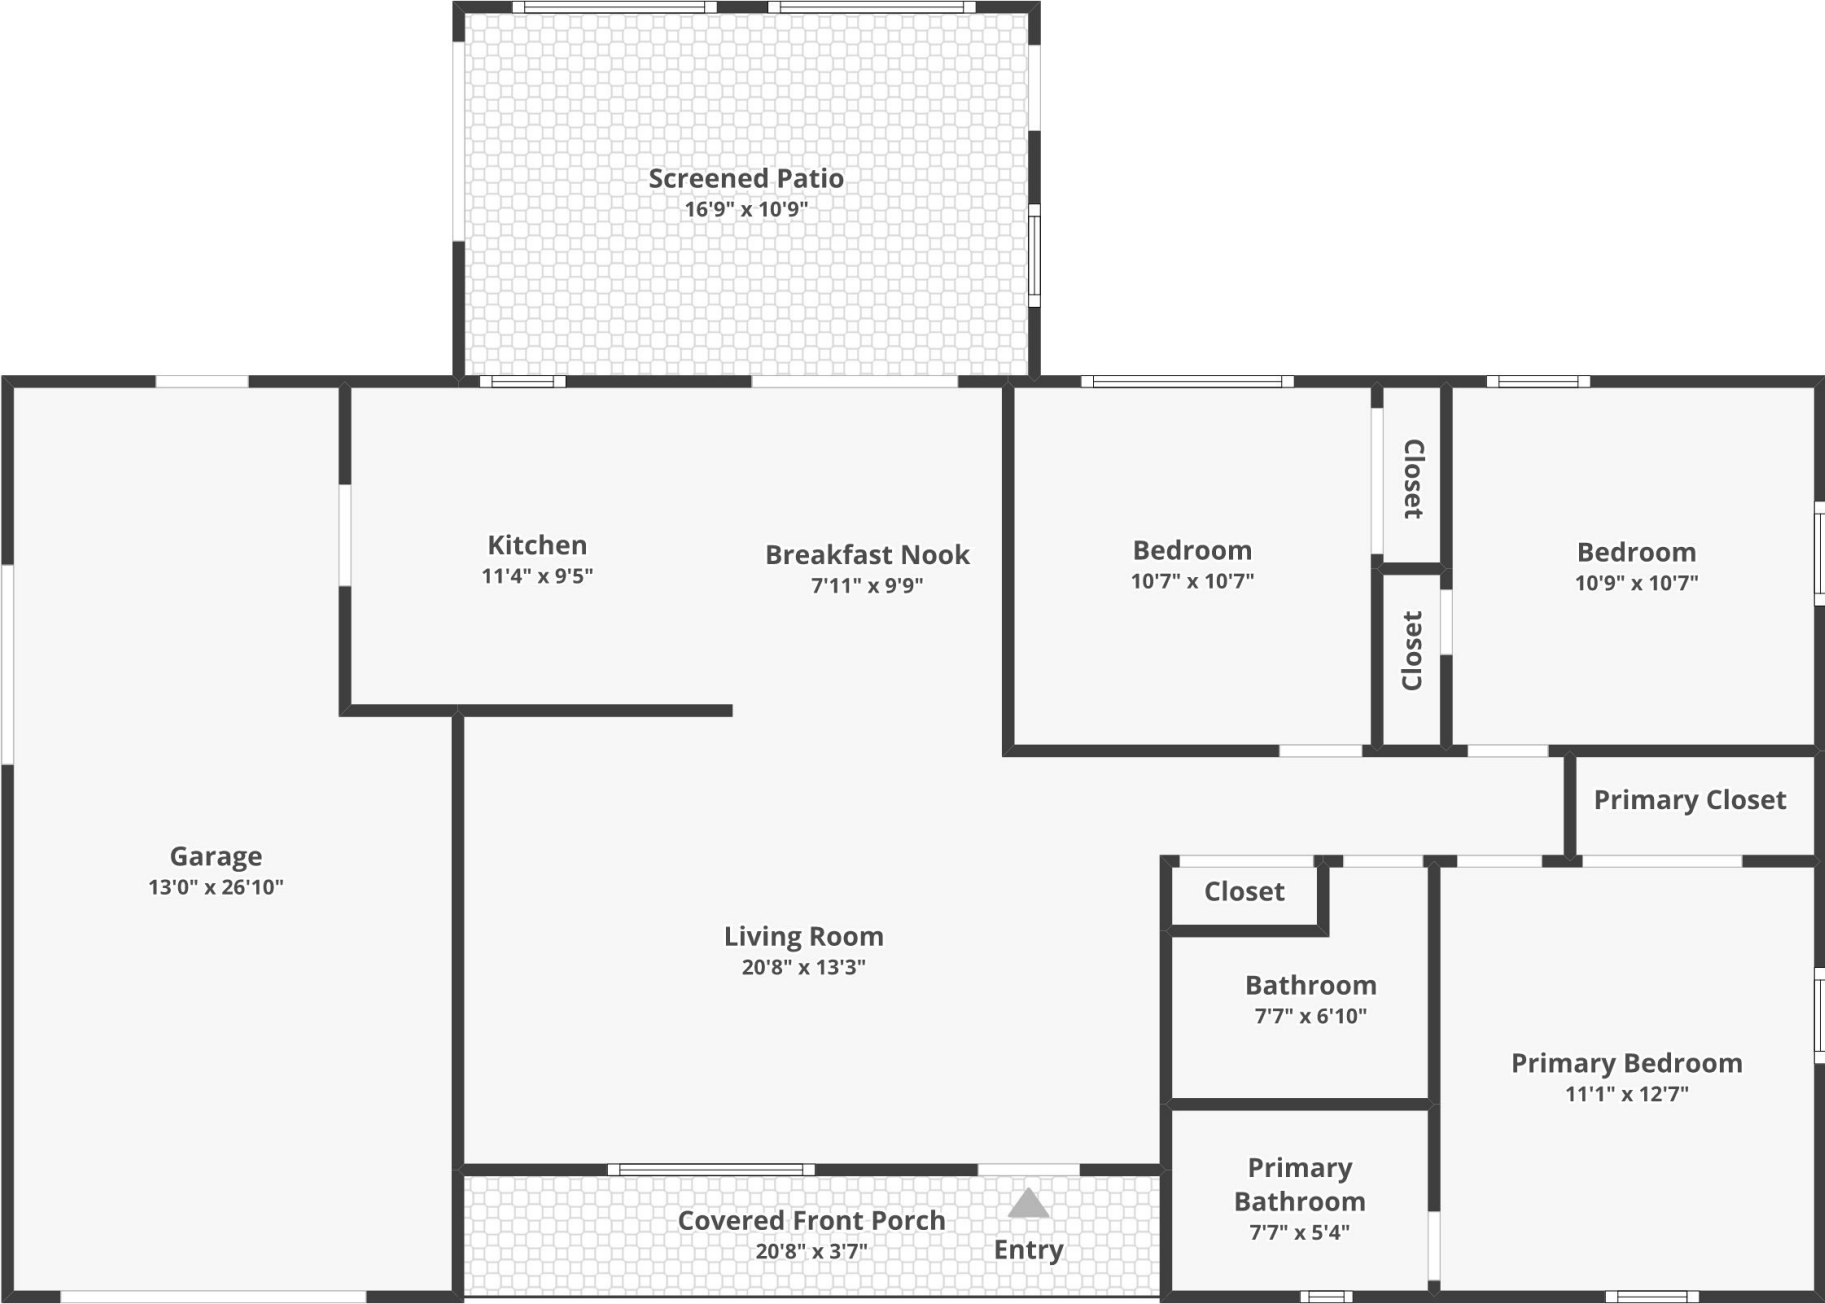 Screened Patio
16'9" x 10'9"
Kitchen
11'4" x 9'5"
Breakfast Nook
7'11" x 9'9"
Bedroom
10'7" x 10'7"
Closet
Closet
Bedroom
10'9" x 10'7"
Primary Closet
Garage
13'0" x 26'10"
Living Room
20'8" x 13'3"
Closet
Bathroom
7'7" x 6'10"
Primary Bedroom
11'1" x 12'7"
Primary
Bathroom
7'7" x 5'4"
Covered Front Porch
20'8" x 3'7"
Entry